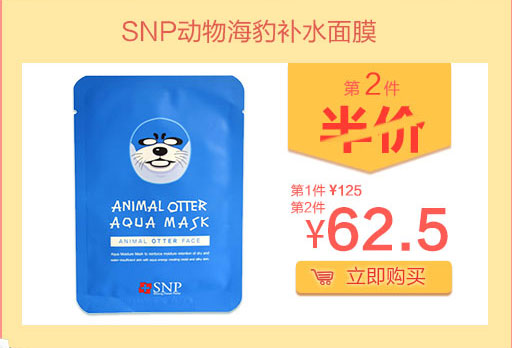 SNP动物海豹补水面膜
ANIMAL OTTER
AQUA MASK
ANIMAL OTTER FACE
SNP
第2件
半价
第1件 ¥125
第2件
¥62.5
立即购买